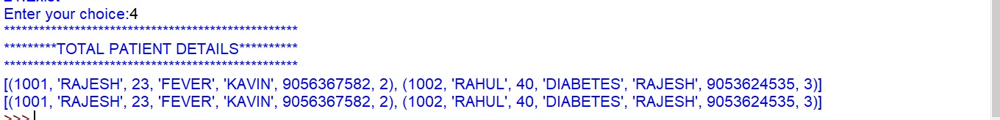 Enter your choice:4
**************************************************
*********TOTAL PATIENT DETAILS**********
**************************************************
[(1001, 'RAJESH', 23, 'FEVER', 'KAVIN', 9056367582, 2), (1002, 'RAHUL', 40, 'DIABETES', 'RAJESH', 9053624535, 3)]
[(1001, 'RAJESH', 23, 'FEVER', 'KAVIN', 9056367582, 2), (1002, 'RAHUL', 40, 'DIABETES', 'RAJESH', 9053624535, 3)]
>>>